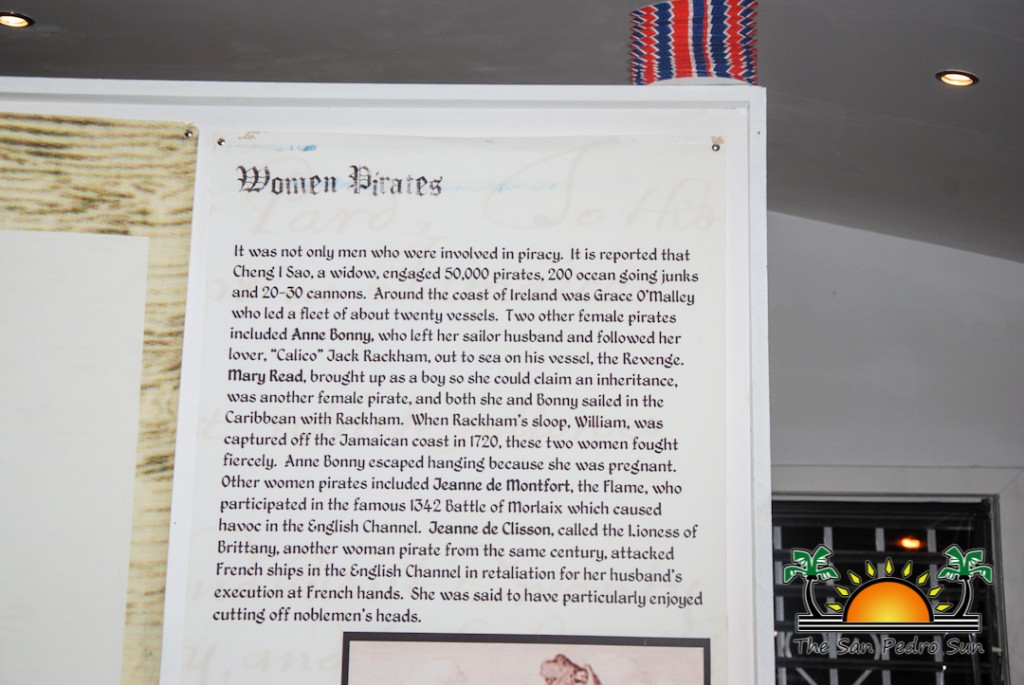 Women Pirates
It was not only men who were involved in piracy. It is reported that
Cheng I Sao, a widow, engaged 50,000 pirates, 200 ocean going junks
and 20-30 cannons. Around the coast of Ireland was Grace O'Malley
who led a fleet of about twenty vessels. Two other female pirates
included Anne Bonny, who left her sailor husband and followed her
lover, "Calico" Jack Rackham, out to sea on his vessel, the Revenge.
Mary Read, brought up as a boy so she could claim an inheritance,
was another female pirate, and both she and Bonny sailed in the
Caribbean with Rackham. When Rackham's sloop, William, was
captured off the Jamaican coast in 1720, these two women fought
fiercely. Anne Bonny escaped hanging because she was pregnant.
Other women pirates included Jeanne de Montfort, the Flame, who
participated in the famous 1342 Battle of Morlaix which caused
havoc in the English Channel. Jeanne de Clisson, called the Lioness of
Brittany, another woman pirate from the same century, attacked
French ships in the English Channel in retaliation for her husband's
execution at French hands. She was said to have particularly enjoyed
cutting off noblemen's heads.
The San Pedro Sun